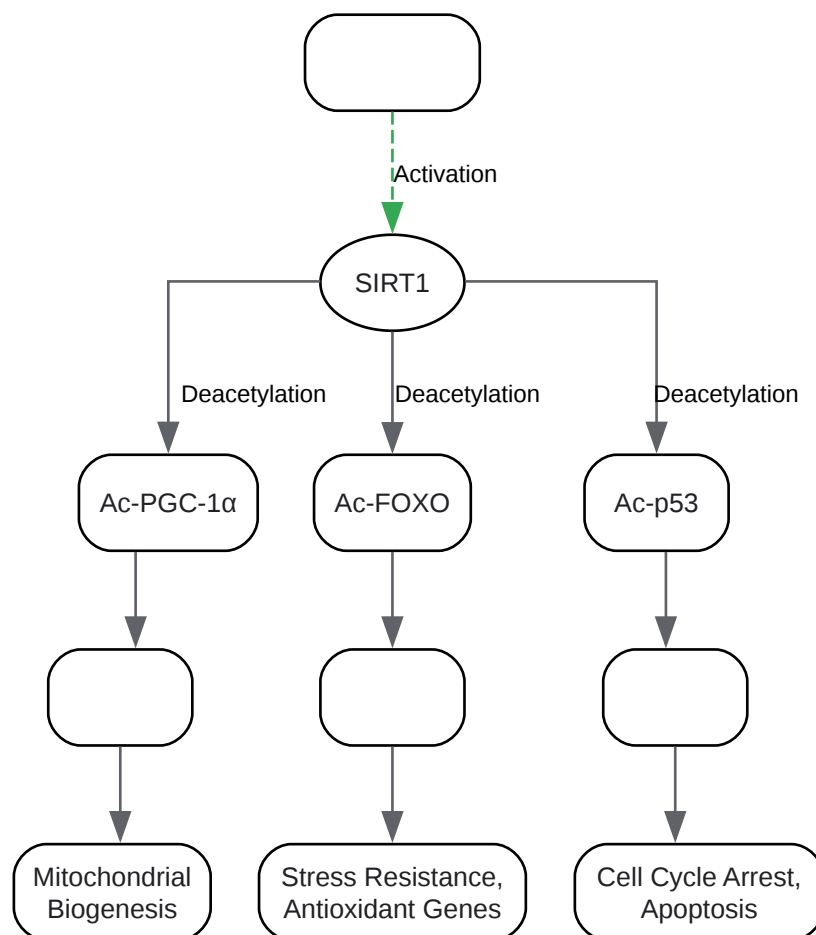 Activation
SIRT1
Deacetylation
Deacetylation
Deacetylation
Ac-PGC-1α
Ac-FOXO
Ac-p53
Mitochondrial
Biogenesis
Stress Resistance,
Antioxidant Genes
Cell Cycle Arrest,
Apoptosis